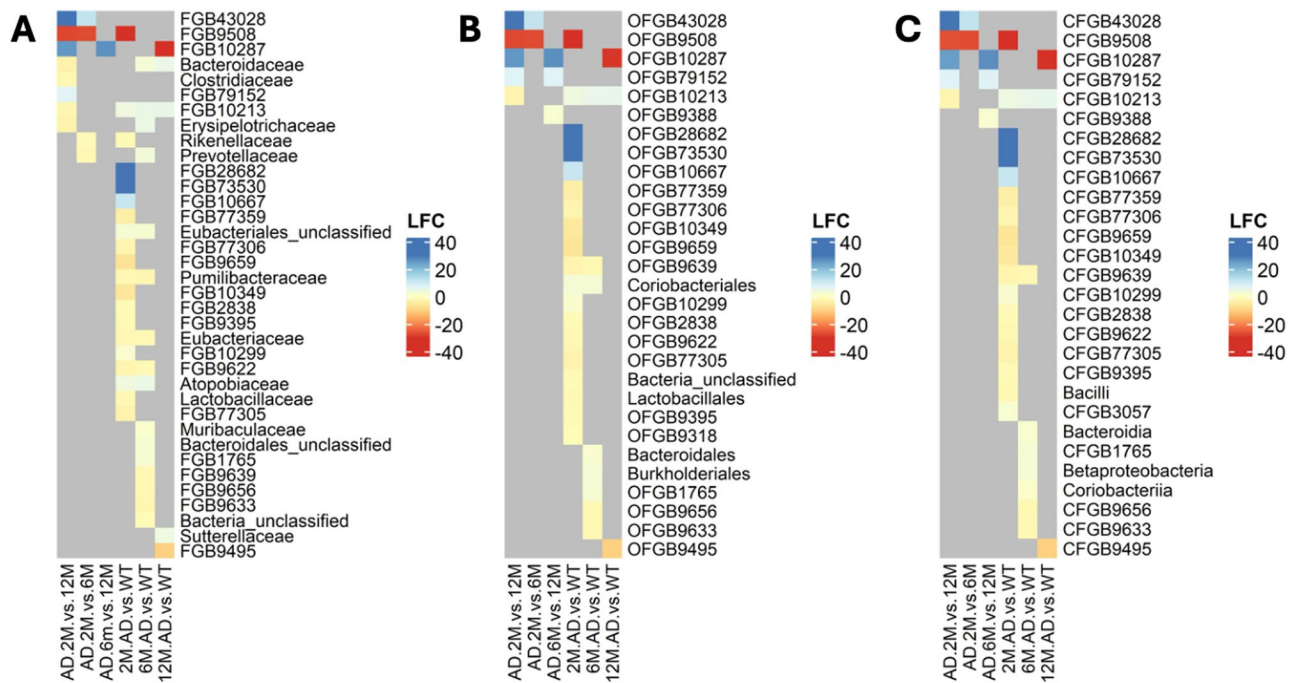 A
FGB43028
FGB9508
FGB10287
Bacteroidaceae
Clostridiaceae
FGB79152
FGB10213
Erysipelotrichaceae
Rikenellaceae
Prevotellaceae
FGB28682
FGB73530
FGB10667
FGB77359
Eubacteriales_unclassified
FGB77306
FGB9659
Pumilibacteraceae
FGB10349
FGB2838
FGB9395
Eubacteriaceae
FGB10299
FGB9622
Atopobiaceae
Lactobacillaceae
FGB77305
Muribaculaceae
Bacteroidales_unclassified
FGB1765
FGB9639
FGB9656
FGB9633
Bacteria_unclassified
Sutterellaceae
FGB9495
AD.2M.vs.12M
AD.2M.vs.6M
AD.6m.vs.12M
2M.AD.vs.WT
6M.AD.vs.WT
12M.AD.vs.WT
LFC
40
20
0
-20
-40
B
OFGB43028
OFGB9508
OFGB10287
OFGB79152
OFGB10213
OFGB9388
OFGB28682
OFGB73530
OFGB10667
OFGB77359
OFGB77306
OFGB10349
OFGB9659
OFGB9639
Coriobacteriales
OFGB10299
OFGB2838
OFGB9622
OFGB77305
Bacteria_unclassified
Lactobacillales
OFGB9395
OFGB9318
Bacteroidales
Burkholderiales
OFGB1765
OFGB9656
OFGB9633
OFGB9495
AD.2M.vs.12M
AD.2M.vs.6M
AD.6M.vs.12M
2M.AD.vs.WT
6M.AD.vs.WT
12M.AD.vs.WT
LFC
40
20
0
-20
-40
C
CFGB43028
CFGB9508
CFGB10287
CFGB79152
CFGB10213
CFGB9388
CFGB28682
CFGB73530
CFGB10667
CFGB77359
CFGB77306
CFGB9659
CFGB10349
CFGB9639
CFGB10299
CFGB2838
CFGB9622
CFGB77305
CFGB9395
Bacilli
CFGB3057
Bacteroidia
CFGB1765
Betaproteobacteria
Coriobacteriia
CFGB9656
CFGB9633
CFGB9495
AD.2M.vs.12M
AD.2M.vs.6M
AD.6M.vs.12M
2M.AD.vs.WT
6M.AD.vs.WT
12M.AD.vs.WT
LFC
40
20
0
-20
-40